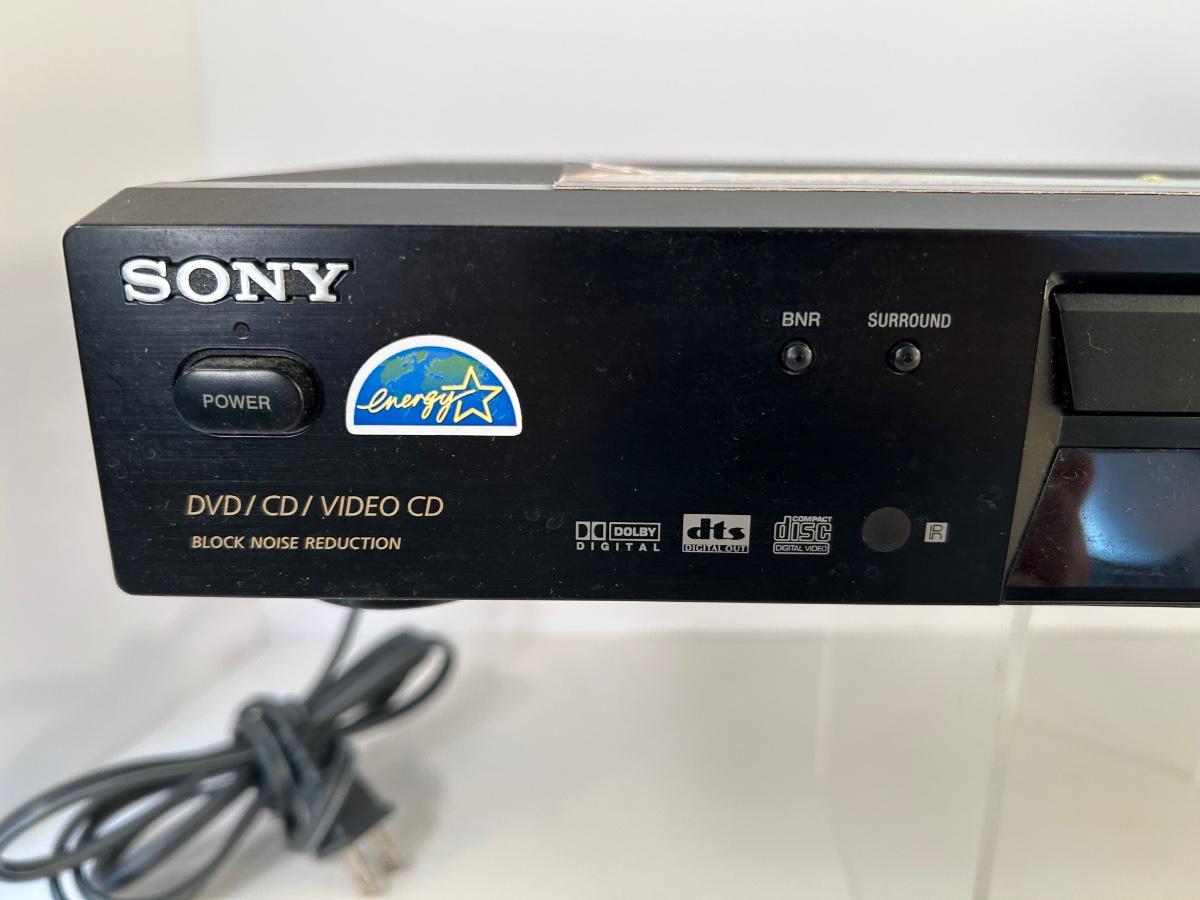 SONY
BNR
SURROUND
POWER
energy
DVD / CD / VIDEO CD
BLOCK NOISE REDUCTION
DOLBY
DIGITAL
dts
DIGITAL OUT
COMPACT
disc
DIGITAL VIDEO
R